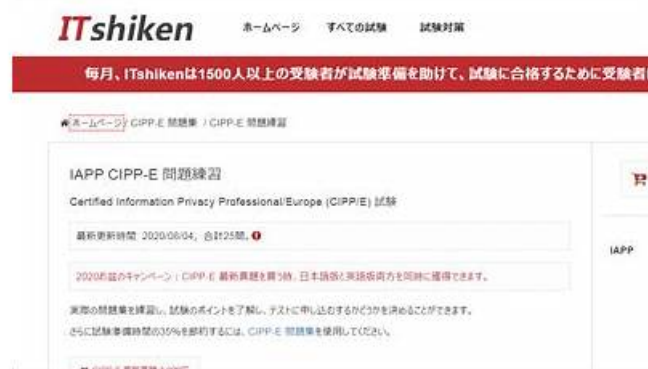 ITshiken
ホームページ すべての試験 試験対策
毎月、ITshikenは1500人以上の受験者が試験準備を助けて、試験に合格するために受験者
ホームページ/ CIPP-E 問題集 / CIPP-E 問題練習
IAPP CIPP-E 問題練習
Certified Information Privacy Professional/Europe (CIPP/E) 試験
最新更新時間: 2020/06/04、合計25問。
IAPP
2020年のキャンペーン：CIPP-E 最新真題を買う時、日本語版と英語版両方を同時に獲得できます。
実際の問題集を練習し、試験のポイントを了解し、テストに申し込むするかどうかを決めることができます。
さらに試験準備時間の35%を節約するには、CIPP-E 問題集を使用してください。